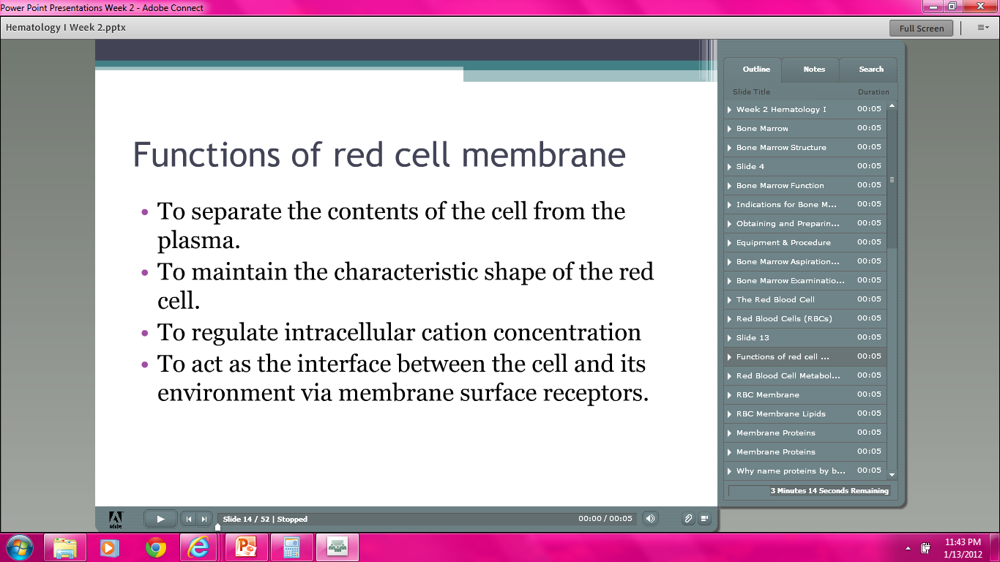 Power Point Presentations Week 2 - Adobe Connect
Hematology I Week 2.pptx
Full Screen
Functions of red cell membrane
• To separate the contents of the cell from the
plasma.
• To maintain the characteristic shape of the red
cell.
• To regulate intracellular cation concentration
• To act as the interface between the cell and its
environment via membrane surface receptors.
Outline Notes Search
Slide Title Duration
Week 2 Hematology I 00:05
Bone Marrow 00:05
Bone Marrow Structure 00:05
Slide 4 00:05
Bone Marrow Function 00:05
Indications for Bone M... 00:05
Obtaining and Preparin... 00:05
Equipment & Procedure 00:05
Bone Marrow Aspiration... 00:05
Bone Marrow Examinatio... 00:05
The Red Blood Cell 00:05
Red Blood Cells (RBCs) 00:05
Slide 13 00:05
Functions of red cell ... 00:05
Red Blood Cell Metabol... 00:05
RBC Membrane 00:05
RBC Membrane Lipids 00:05
Membrane Proteins 00:05
Membrane Proteins 00:05
Why name proteins by b... 00:05
3 Minutes 14 Seconds Remaining
Adobe
Slide 14 / 52 | Stopped
00:00 / 00:05
11:43 PM
1/13/2012